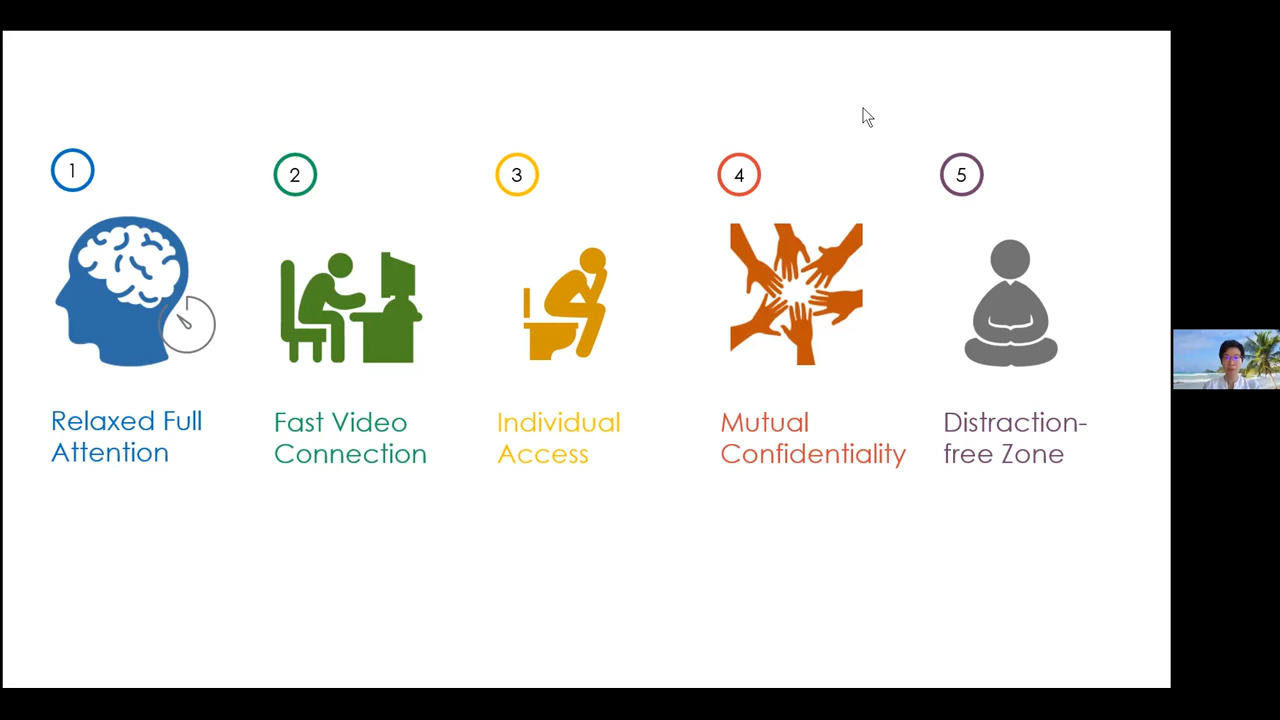 1
2
3
4
5
Relaxed Full
Attention
Fast Video
Connection
Individual
Access
Mutual
Confidentiality
Distraction-
free Zone